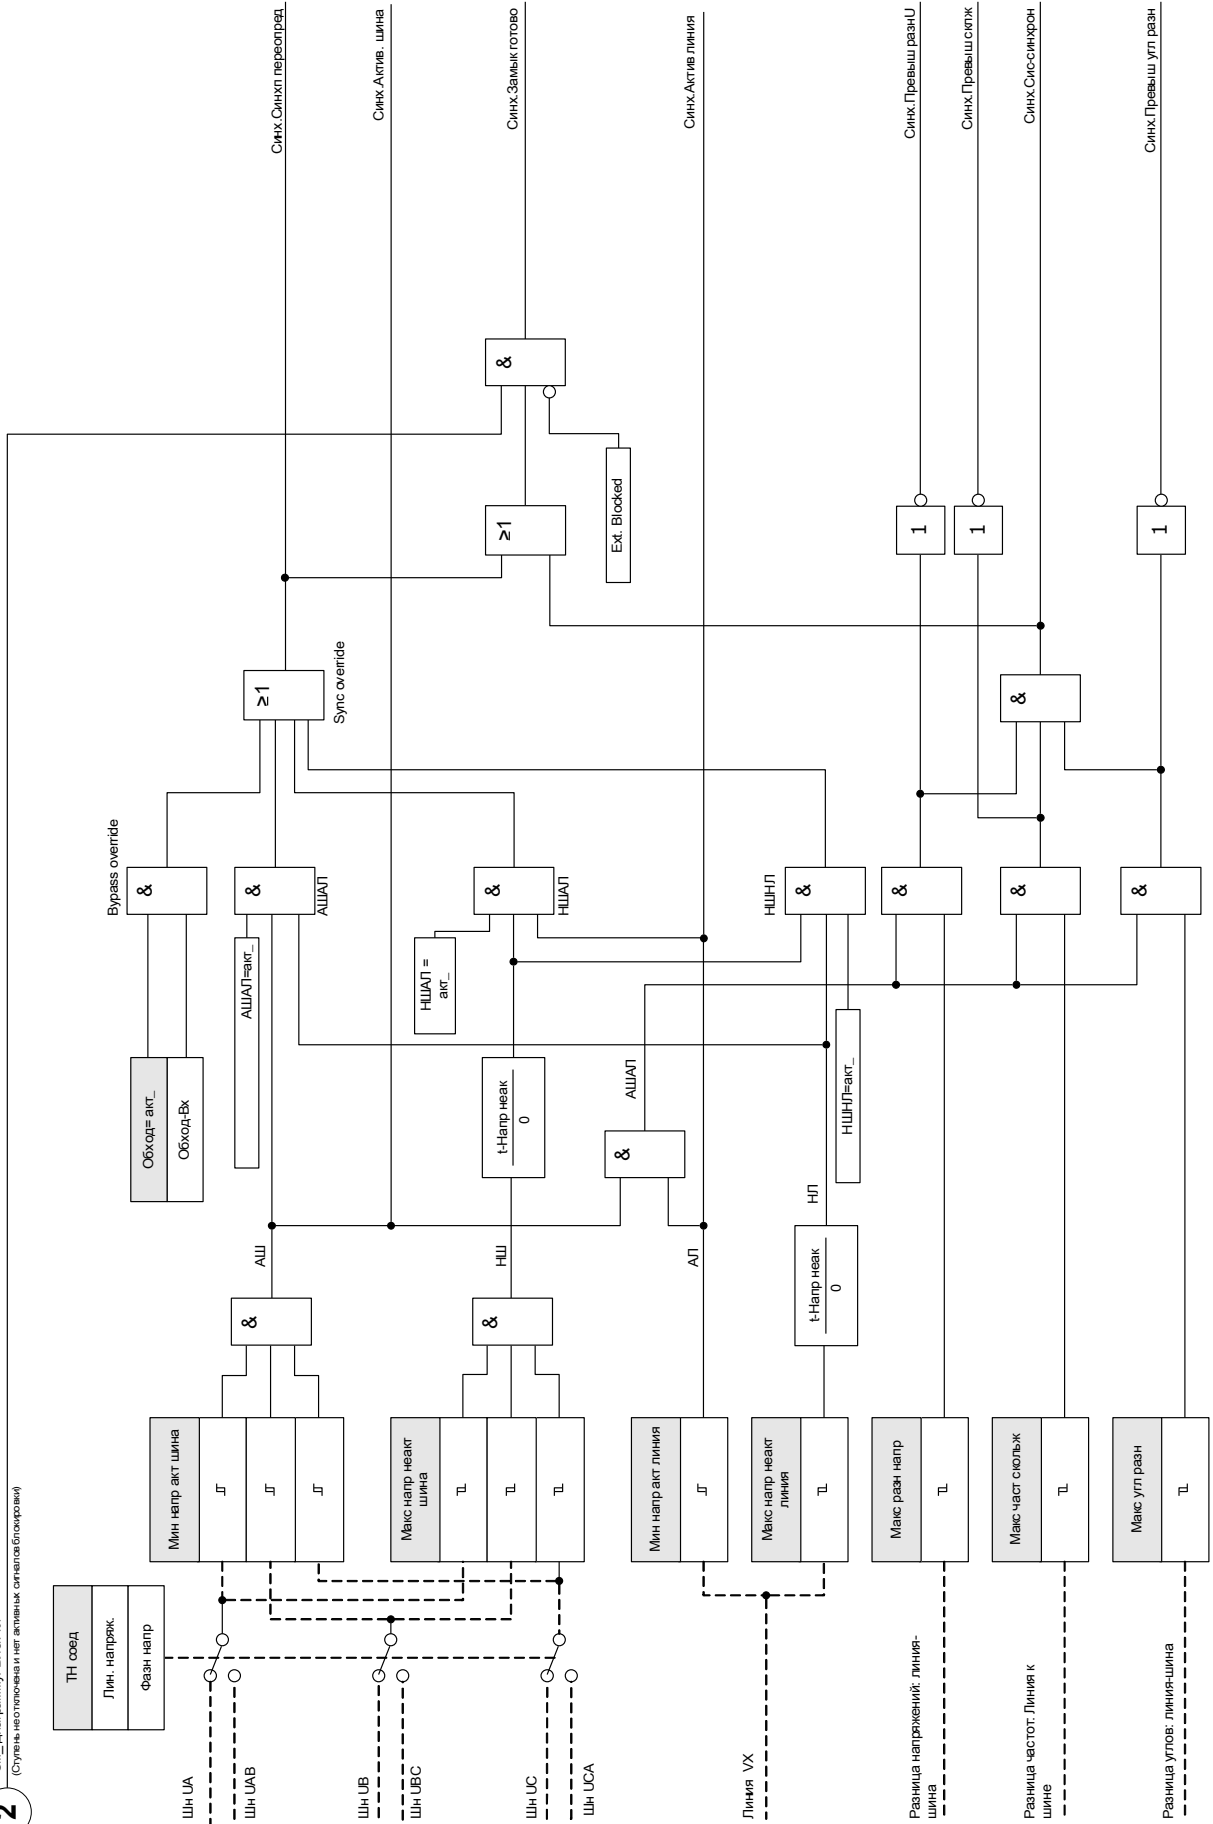 2
(Ступень не отключена и нет активных сигналов блокировки)
ТН соед
Лин. напряж.
Фазн напр
Шн UA
Шн UAB
Шн UB
Шн UBC
Шн UC
Шн UCA
Линия VX
Разница напряжений: линия-
шина
Разница частот: Линия к
шине
Разница углов: линия-шина
Мин напр акт шина
Макс напр неакт
шина
Мин напр акт линия
Макс напр неакт
линия
Макс разн напр
Макс част скольж
Макс угл разн
&
АШ
&
НШ
АЛ
t-Напр неак
0
НЛ
Обход= акт_
Обход-Вх
АШАЛ=акт_
t-Напр неак
0
НШАЛ =
акт_
&
АШАЛ
НШНЛ=акт_
Bypass override
&
&
АШАЛ
&
НШАЛ
НШНЛ
&
&
&
&
≥1
Sync override
&
≥1
Ext. Blocked
1
1
1
&
Синх.Синхп переопред
Синх.Актив. шина
Синх.Замык готово
Синх.Актив линия
Синх.Превыш разнU
Синх.Превыш склж
Синх.Сис-синхрон
Синх.Превыш угл разн